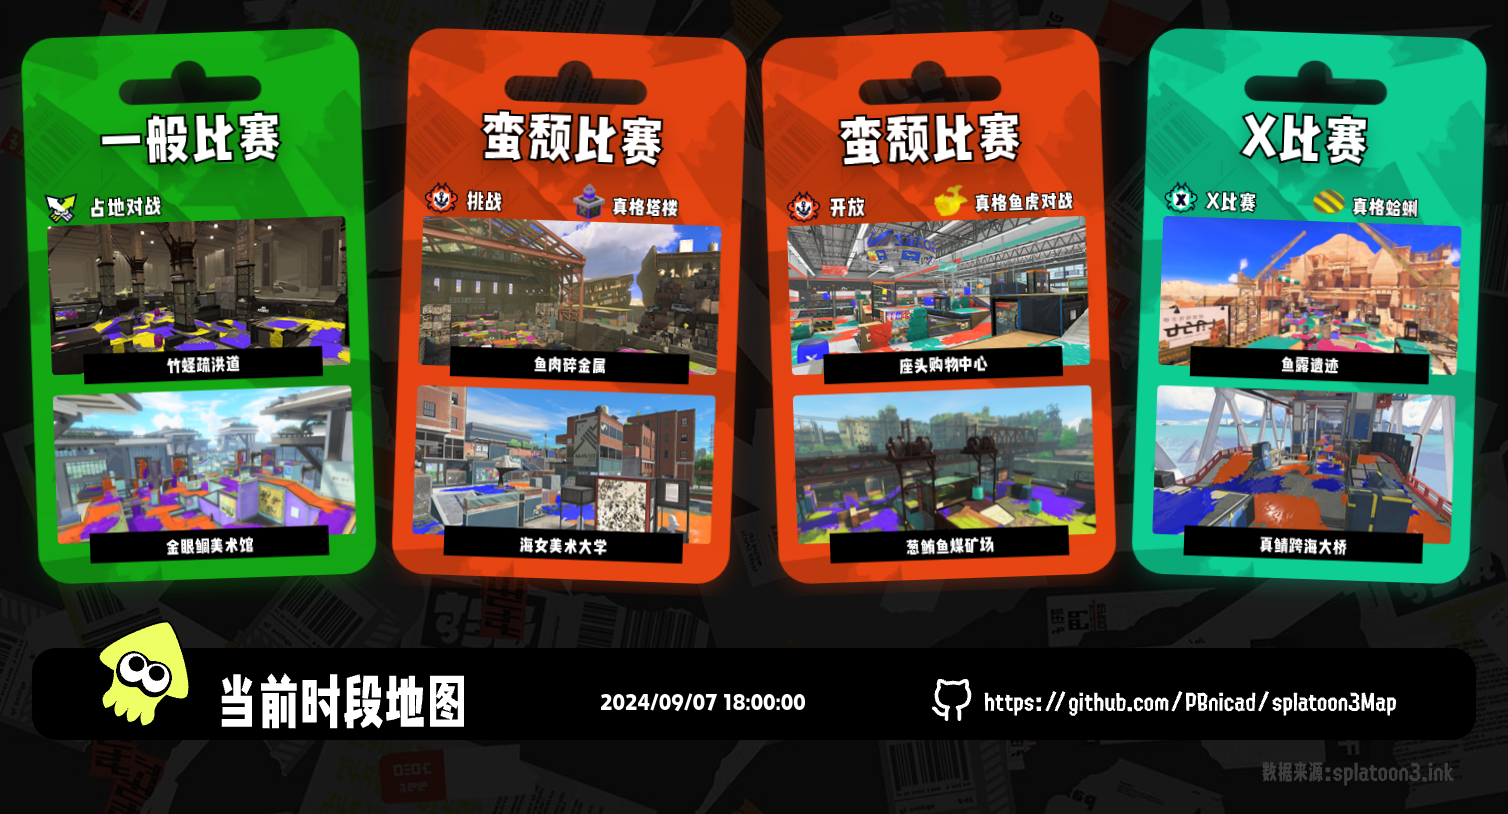 一般比赛
占地对战
竹蛏疏洪道
金眼鲷美术馆
蛮颓比赛
挑战
真格塔楼
鱼肉碎金属
海女美术大学
蛮颓比赛
开放
真格鱼虎对战
座头购物中心
葱鲔鱼煤矿场
X比赛
X比赛
真格蛤蜊
鱼露遗迹
真鲭跨海大桥
当前时段地图
2024/09/07 18:00:00
https://github.com/PBnicad/splatoon3Map
数据来源:splatoon3.ink